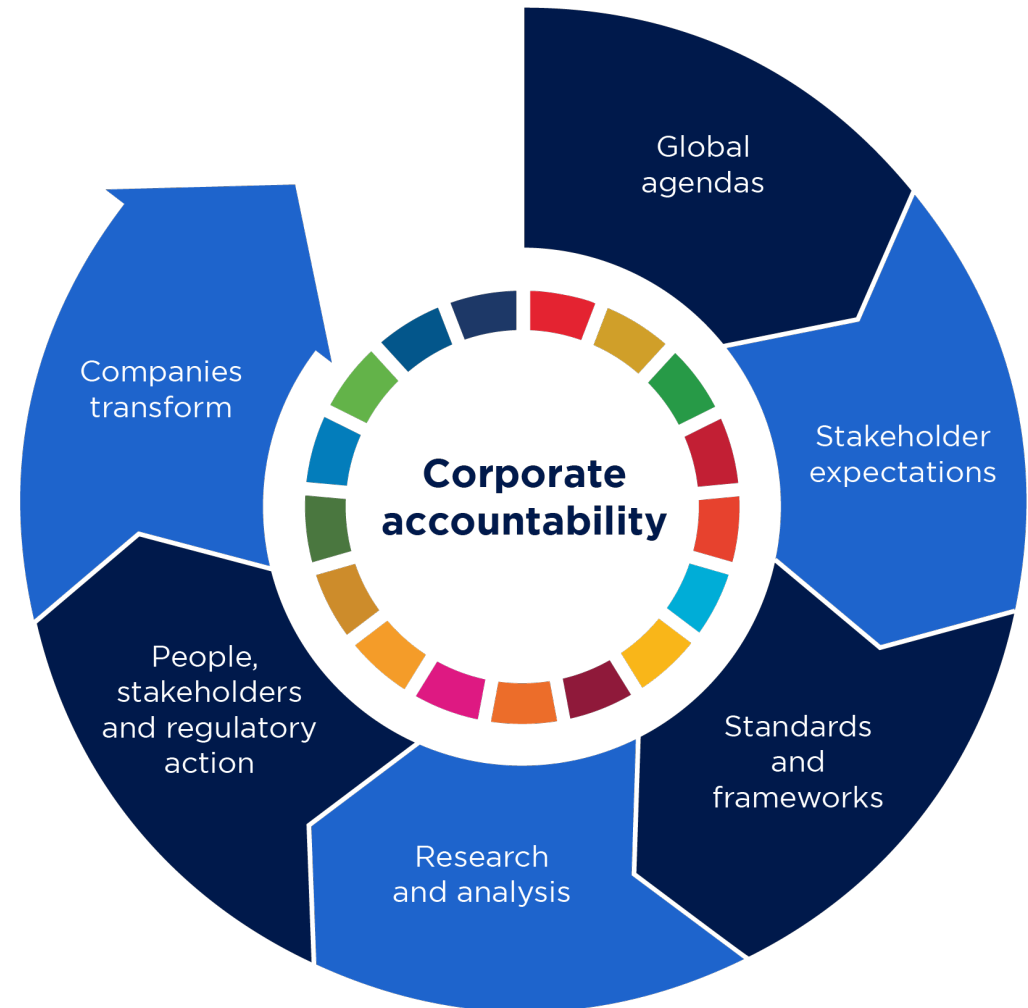 Global
agendas
Stakeholder
expectations
Standards
and
frameworks
Research
and analysis
People,
stakeholders
and regulatory
action
Companies
transform
Corporate
accountability